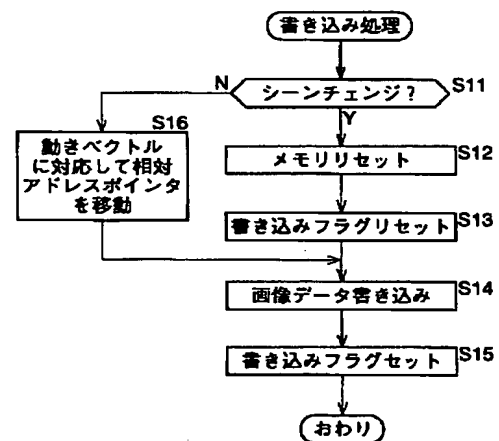 書き込み処理
シーンチェンジ?
S11
N
Y
S16
動きベクトル
に対応して相対
アドレスポインタ
を移動
メモリリセット
S12
書き込みフラグリセット
S13
画像データ書き込み
S14
書き込みフラグセット
S15
おわり